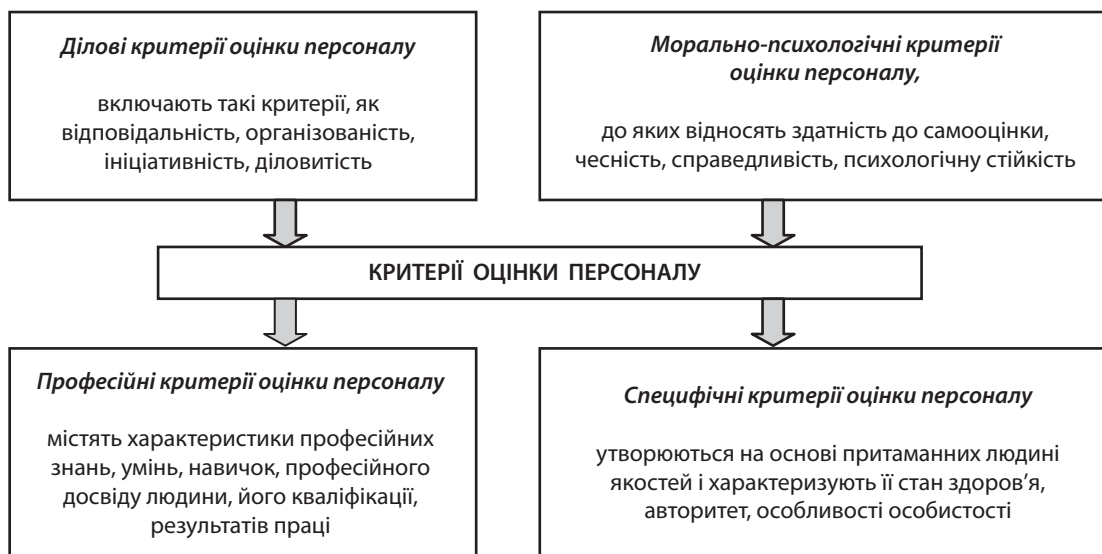 Ділові критерії оцінки персоналу
включають такі критерії, як
відповідальність, організованість,
ініціативність, діловитість
Морально-психологічні критерії
оцінки персоналу,
до яких відносять здатність до самооцінки,
чесність, справедливість, психологічну стійкість
КРИТЕРІЇ ОЦІНКИ ПЕРСОНАЛУ
Професійні критерії оцінки персоналу
містять характеристики професійних
знань, умінь, навичок, професійного
досвіду людини, його кваліфікації,
результатів праці
Специфічні критерії оцінки персоналу
утворюються на основі притаманних людині
якостей і характеризують її стан здоров’я,
авторитет, особливості особистості